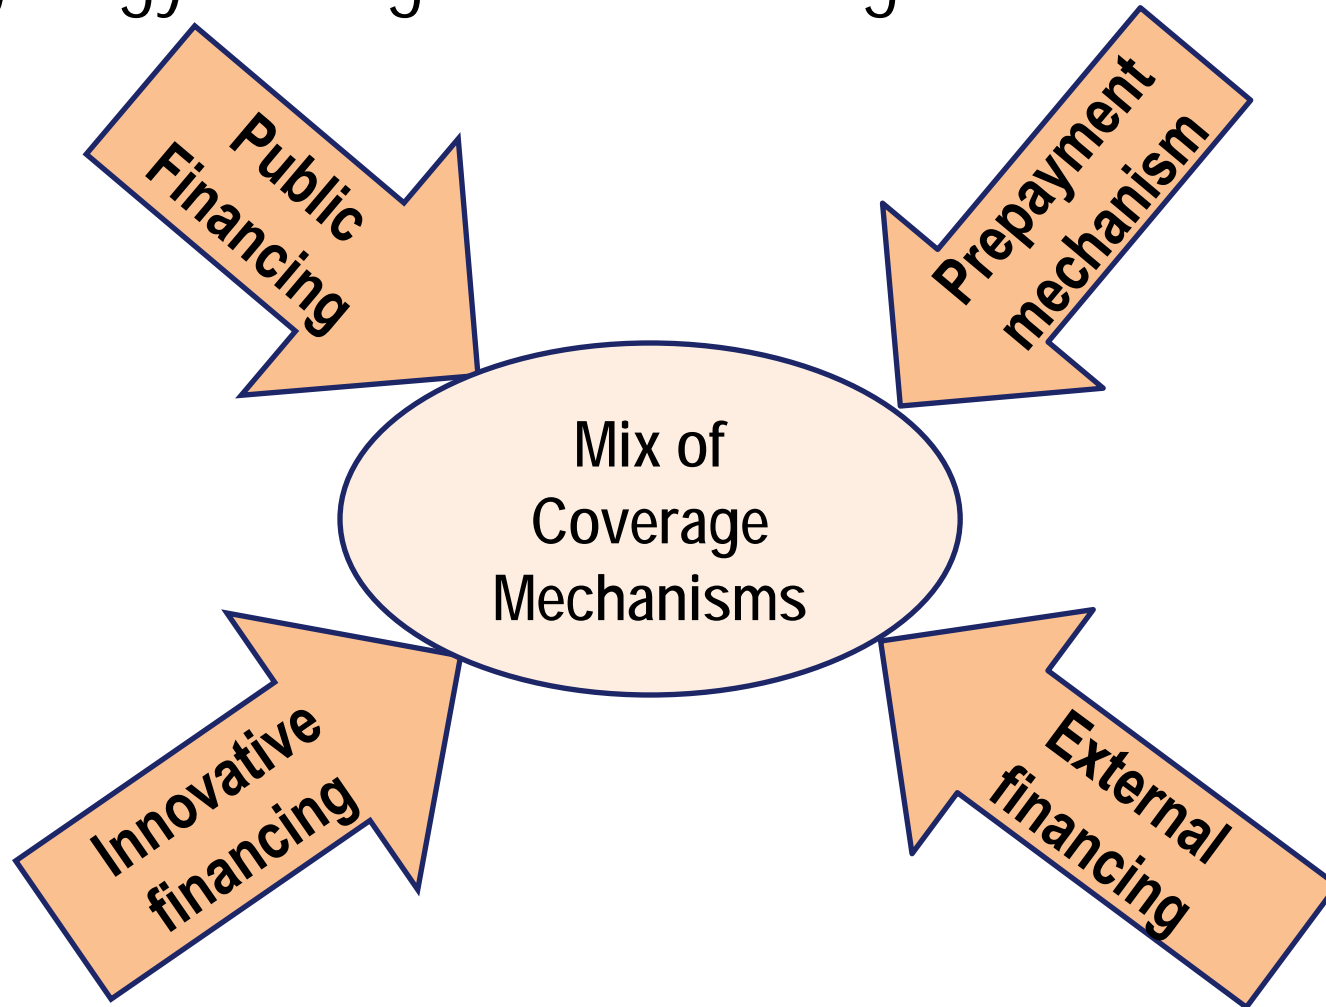 Public
Financing
Prepayment
mechanism
Mix of
Coverage
Mechanisms
Innovative
financing
External
financing